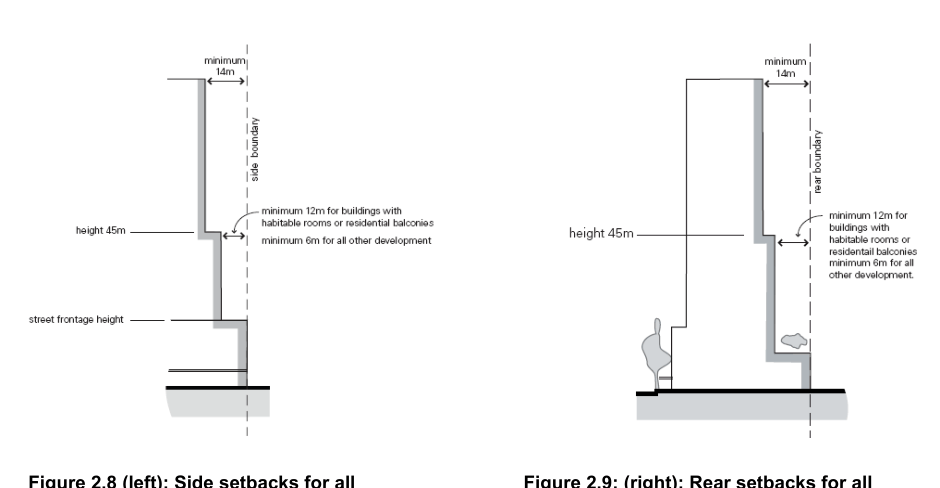 minimum
14m
side boundary
minimum 12m for buildings with
habitable rooms or residential balconies
height 45m
minimum 6m for all other development
street frontage height
minimum
14m
rear boundary
minimum 12m for
buildings with
habitable rooms or
residentail balconies
minimum 6m for all
other development.
height 45m
Figure 2.8 (left): Side setbacks for all
Figure 2.9: (right): Rear setbacks for all